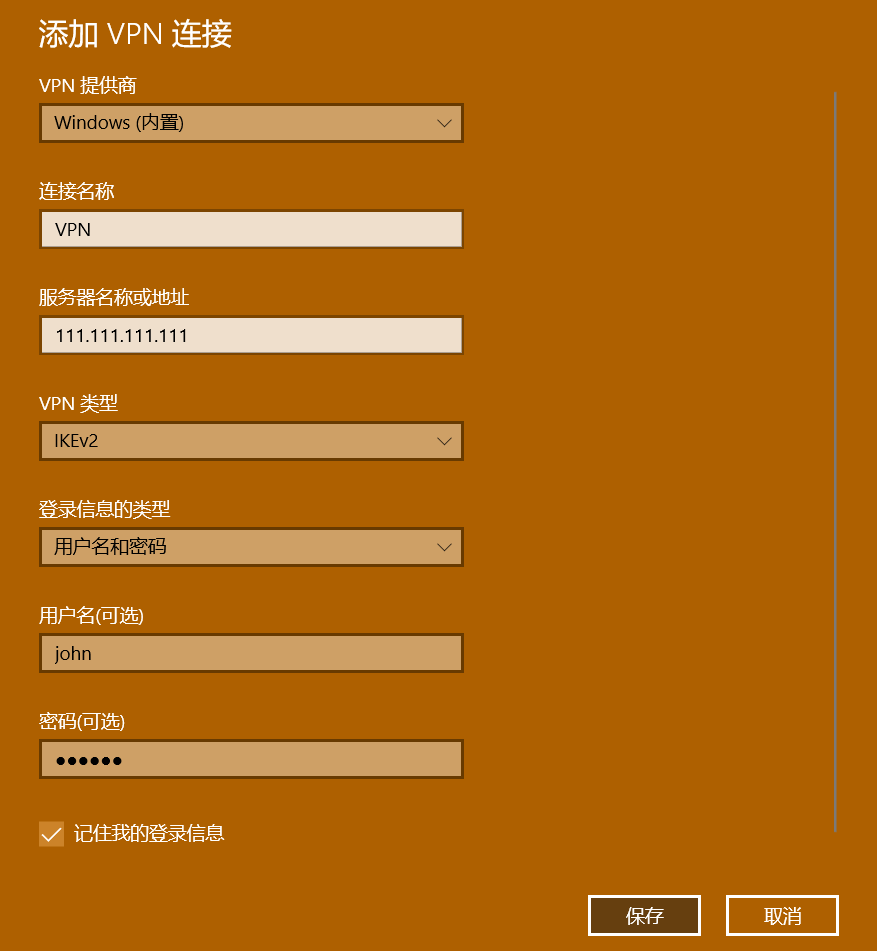 添加 VPN 连接
VPN 提供商
Windows (内置)
连接名称
VPN
服务器名称或地址
111.111.111.111
VPN 类型
IKEv2
登录信息的类型
用户名和密码
用户名(可选)
john
密码(可选)
●●●●●●
记住我的登录信息
保存
取消